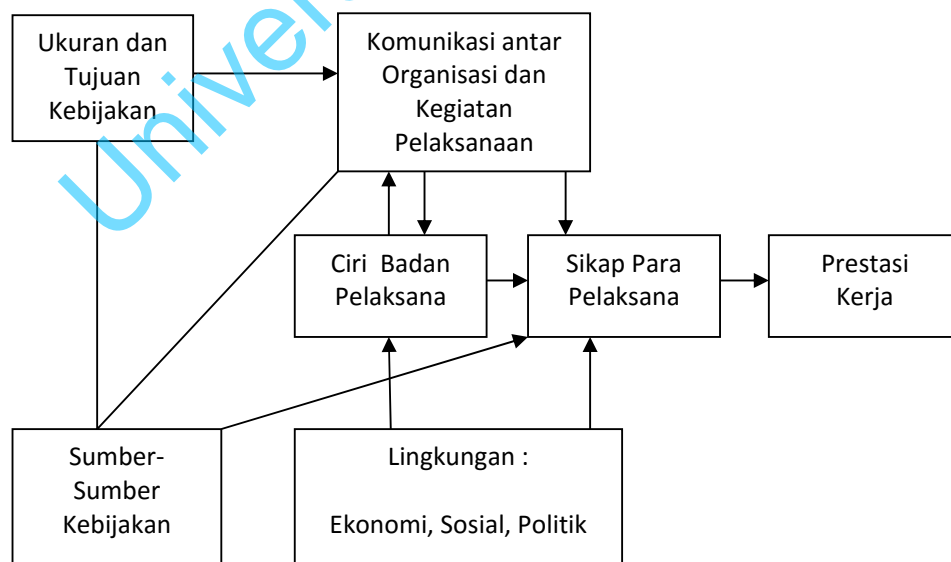 Ukuran dan
Tujuan
Kebijakan
Komunikasi antar
Organisasi dan
Kegiatan
Pelaksanaan
Ciri Badan
Pelaksana
Sikap Para
Pelaksana
Prestasi
Kerja
Sumber-
Sumber
Kebijakan
Lingkungan :
Ekonomi, Sosial, Politik